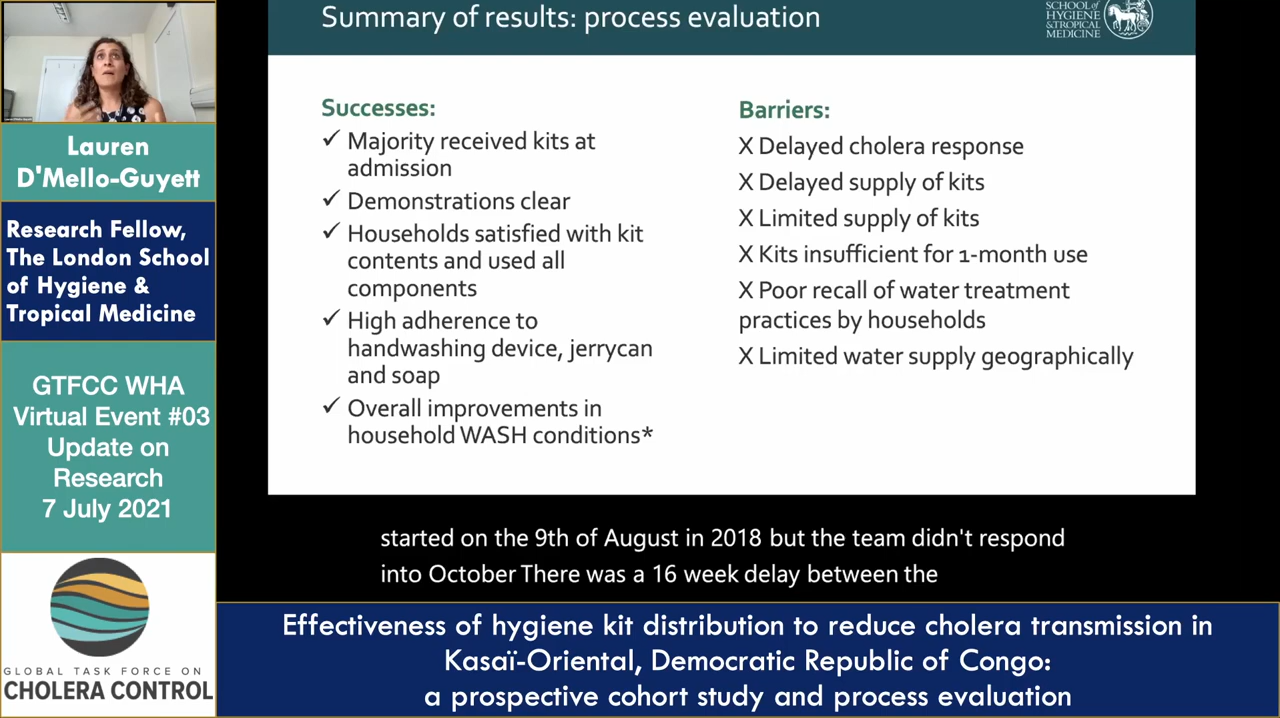 Lauren
D'Mello-Guyett
Research Fellow,
The London School
of Hygiene &
Tropical Medicine
GTFCC WHA
Virtual Event #03
Update on
Research
7 July 2021
GLOBAL TASK FORCE ON
CHOLERA CONTROL
Summary of results: process evaluation
SCHOOL of
HYGIENE
& TROPICAL
MEDICINE
Successes:
✓ Majority received kits at
admission
✓ Demonstrations clear
✓ Households satisfied with kit
contents and used all
components
✓ High adherence to
handwashing device, jerrycan
and soap
✓ Overall improvements in
household WASH conditions*
Barriers:
X Delayed cholera response
X Delayed supply of kits
X Limited supply of kits
X Kits insufficient for 1-month use
X Poor recall of water treatment
practices by households
X Limited water supply geographically
started on the 9th of August in 2018 but the team didn't respond
into October There was a 16 week delay between the
Effectiveness of hygiene kit distribution to reduce cholera transmission in
Kasaï-Oriental, Democratic Republic of Congo:
a prospective cohort study and process evaluation